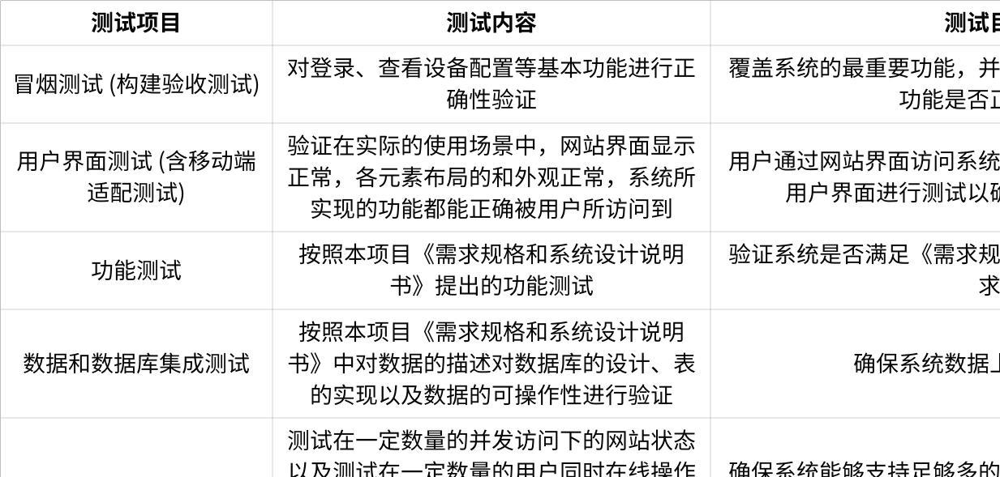 测试项目
测试内容
测试目
冒烟测试 (构建验收测试)
对登录、查看设备配置等基本功能进行正
确性验证
覆盖系统的最重要功能，并
功能是否正
用户界面测试 (含移动端
适配测试)
验证在实际的使用场景中，网站界面显示
正常，各元素布局的和外观正常，系统所
实现的功能都能正确被用户所访问到
用户通过网站界面访问系统
用户界面进行测试以确
功能测试
按照本项目《需求规格和系统设计说明
书》提出的功能测试
验证系统是否满足《需求规
求
数据和数据库集成测试
按照本项目《需求规格和系统设计说明
书》中对数据的描述对数据库的设计、表
的实现以及数据的可操作性进行验证
确保系统数据上
测试在一定数量的并发访问下的网站状态
以及测试在一定数量的用户同时在线操作
确保系统能够支持足够多的